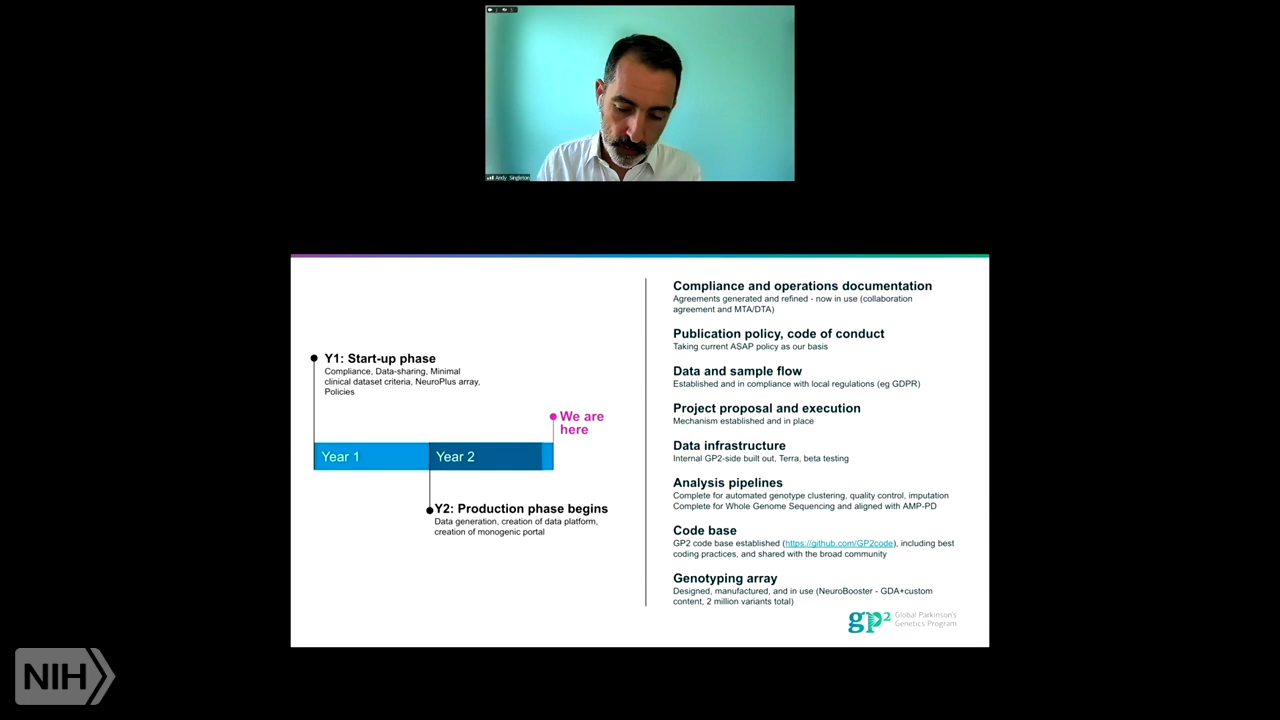 Andy Singleton
Y1: Start-up phase
Compliance, Data-sharing, Minimal
clinical dataset criteria, NeuroPlus array,
Policies
We are
here
Year 1
Year 2
Y2: Production phase begins
Data generation, creation of data platform,
creation of monogenic portal
Compliance and operations documentation
Agreements generated and refined - now in use (collaboration
agreement and MTA/DTA)
Publication policy, code of conduct
Taking current ASAP policy as our basis
Data and sample flow
Established and in compliance with local regulations (eg GDPR)
Project proposal and execution
Mechanism established and in place
Data infrastructure
Internal GP2-side built out, Terra, beta testing
Analysis pipelines
Complete for automated genotype clustering, quality control, imputation
Complete for Whole Genome Sequencing and aligned with AMP-PD
Code base
GP2 code base established (https://github.com/GP2code), including best
coding practices, and shared with the broad community
Genotyping array
Designed, manufactured, and in use (NeuroBooster - GDA+custom
content, 2 million variants total)
gp2 Global Parkinson's
Genetics Program
NIH